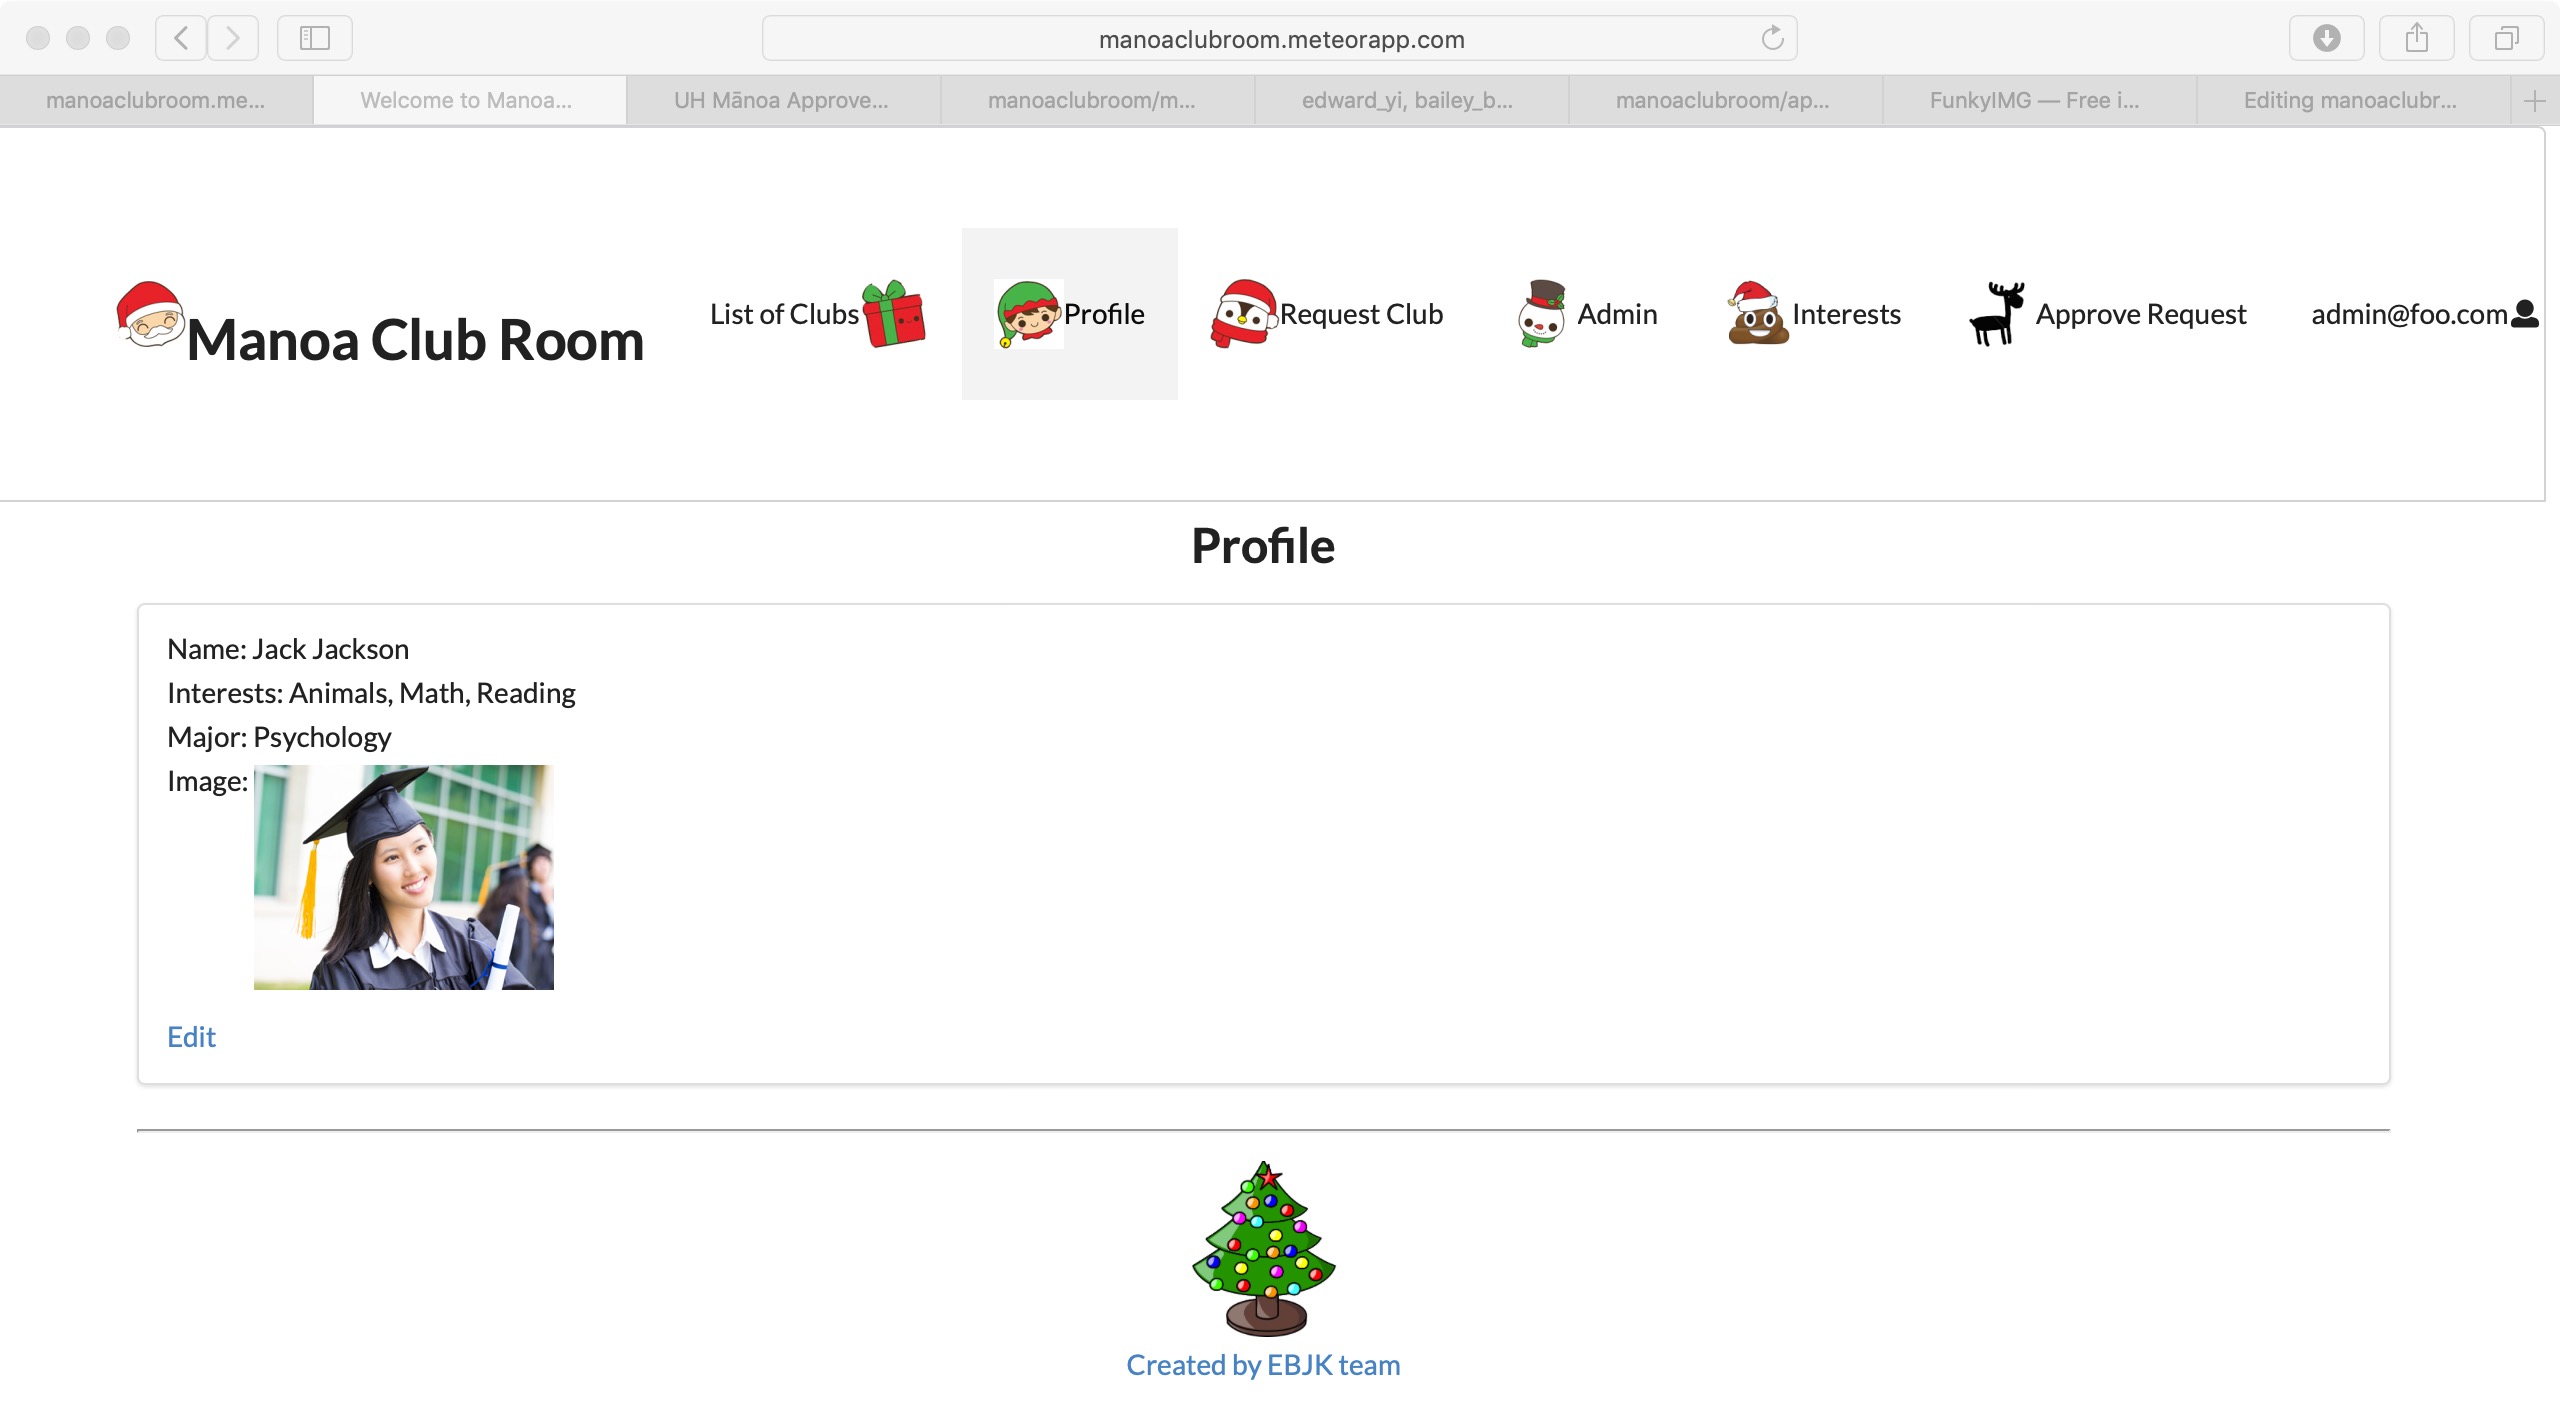 manoaclubroom.meteorapp.com
manoaclubroom.me...
Welcome to Manoa...
UH Mānoa Approve...
manoaclubroom/m...
edward_yi, bailey_b...
manoaclubroom/ap...
FunkyIMG — Free i...
Editing manoaclubr...
Manoa Club Room
List of Clubs
Profile
Request Club
Admin
Interests
Approve Request
admin@foo.com
Profile
Name: Jack Jackson
Interests: Animals, Math, Reading
Major: Psychology
Image:
Edit
Created by EBJK team